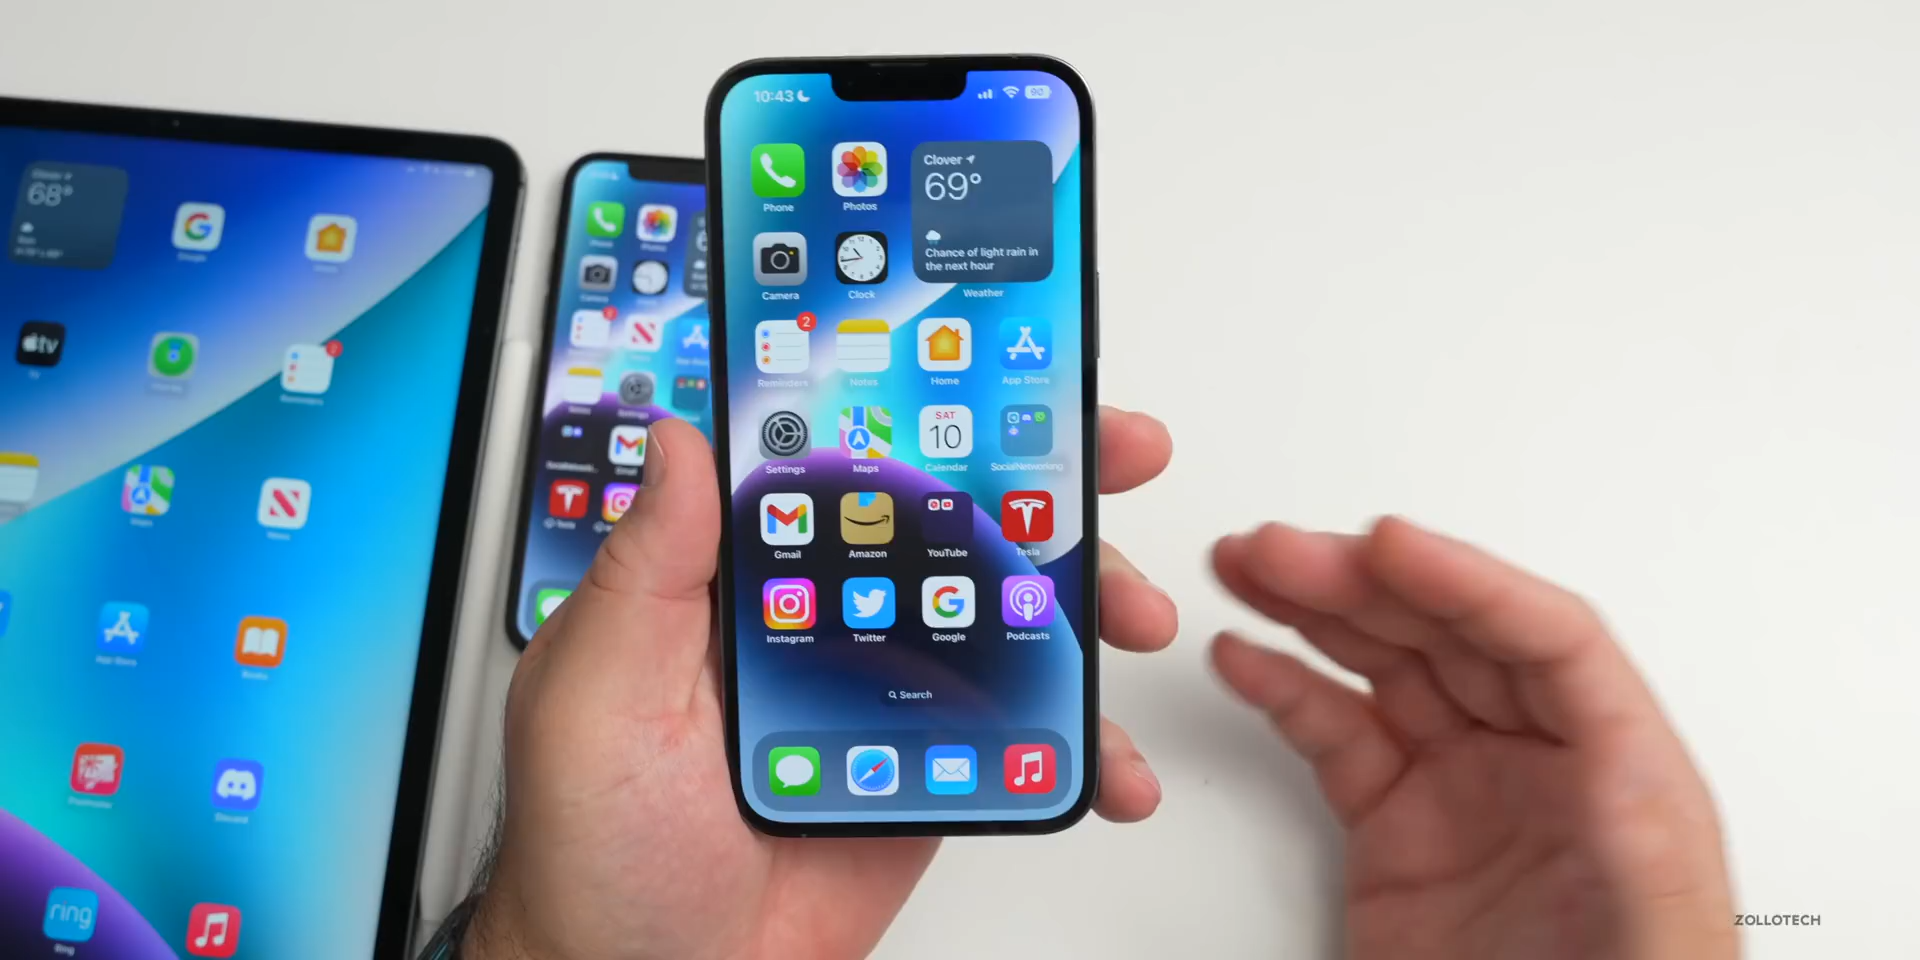 10:43
90
Clover
69°
Chance of light rain in
the next hour
Weather
Phone
Photos
Camera
Clock
2
Reminders
Notes
Home
App Store
Settings
Maps
SAT
10
Calendar
SocialNetworking
Gmail
Amazon
YouTube
Tesla
Instagram
Twitter
Google
Podcasts
Search
68°
tv
ring
ZOLLOTECH